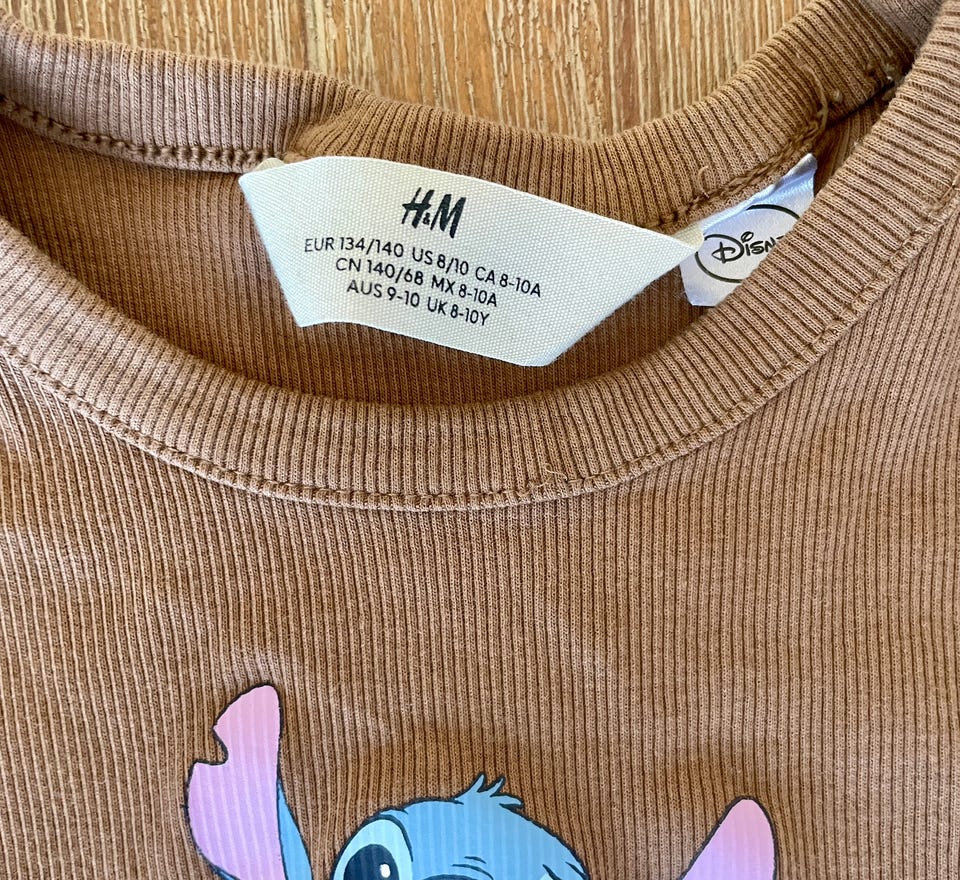 H&M
EUR 134/140 US 8/10 CA 8-10A
CN 140/68 MX 8-10A
AUS 9-10 UK 8-10Y